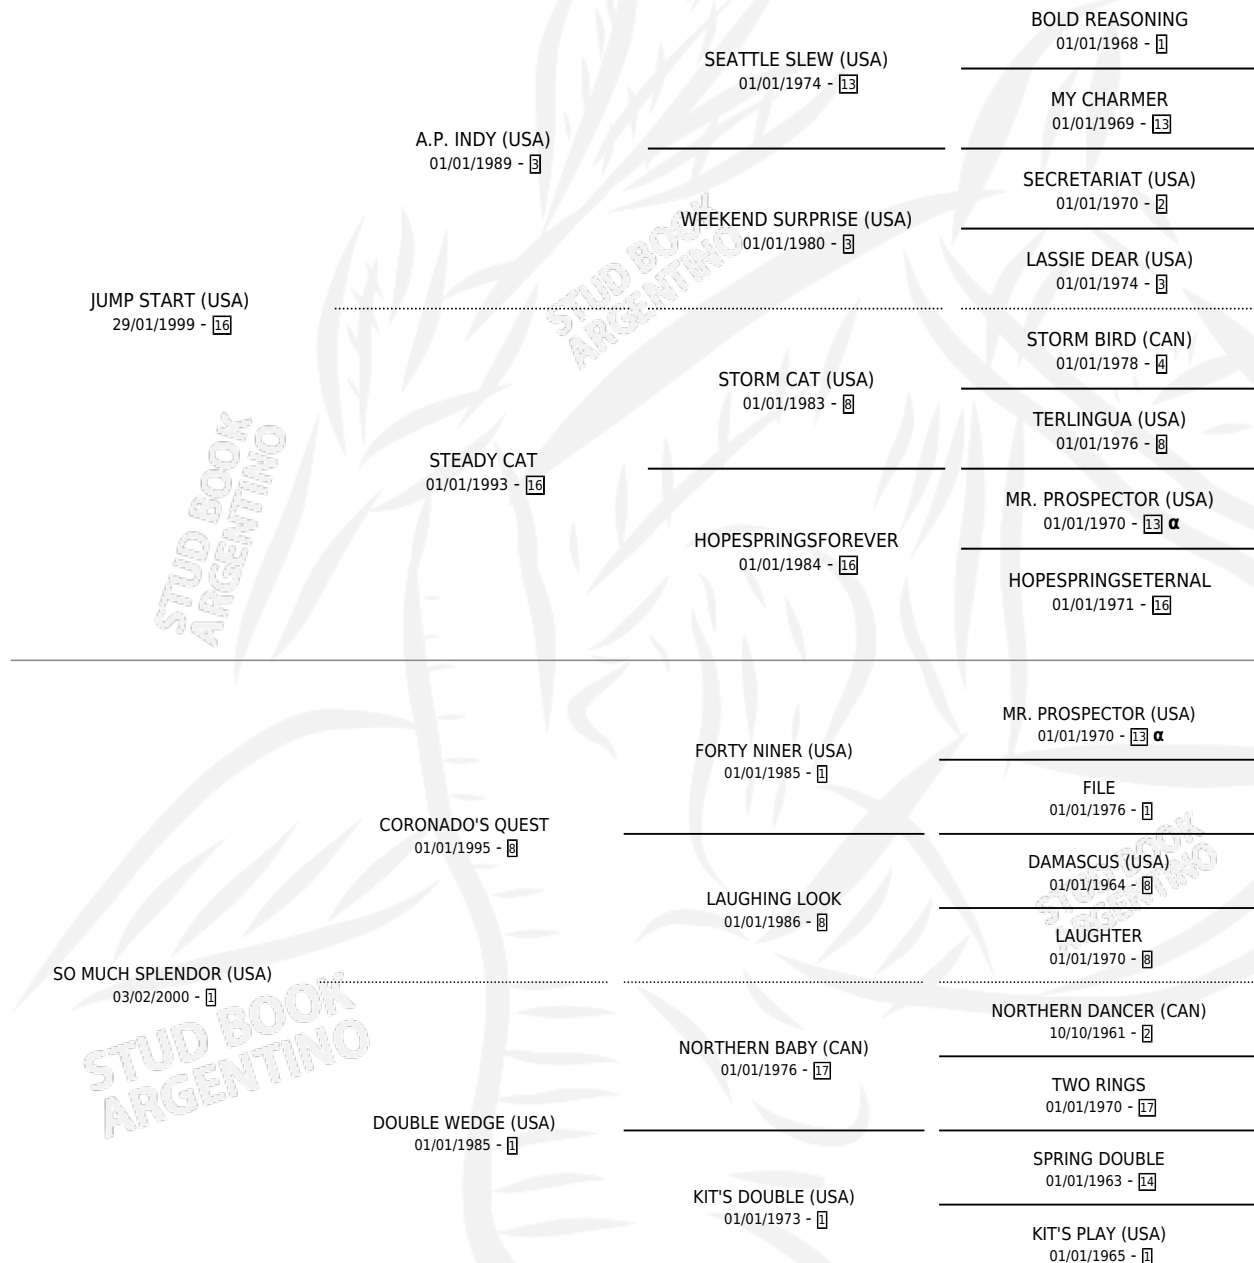 BOLD REASONING
01/01/1968 - 1
SEATTLE SLEW (USA)
01/01/1974 - 13
MY CHARMER
01/01/1969 - 13
A.P. INDY (USA)
01/01/1989 - 3
SECRETARIAT (USA)
01/01/1970 - 2
WEEKEND SURPRISE (USA)
01/01/1980 - 3
LASSIE DEAR (USA)
01/01/1974 - 3
JUMP START (USA)
29/01/1999 - 16
STORM BIRD (CAN)
01/01/1978 - 4
STORM CAT (USA)
01/01/1983 - 8
TERLINGUA (USA)
01/01/1976 - 8
STEADY CAT
01/01/1993 - 16
MR. PROSPECTOR (USA)
01/01/1970 - 13 α
HOPESPRINGSFOREVER
01/01/1984 - 16
HOPESPRINGSETERNAL
01/01/1971 - 16
MR. PROSPECTOR (USA)
01/01/1970 - 13 α
FORTY NINER (USA)
01/01/1985 - 1
FILE
01/01/1976 - 1
CORONADO'S QUEST
01/01/1995 - 8
DAMASCUS (USA)
01/01/1964 - 8
LAUGHING LOOK
01/01/1986 - 8
LAUGHTER
01/01/1970 - 8
SO MUCH SPLENDOR (USA)
03/02/2000 - 1
NORTHERN DANCER (CAN)
10/10/1961 - 2
NORTHERN BABY (CAN)
01/01/1976 - 17
TWO RINGS
01/01/1970 - 17
DOUBLE WEDGE (USA)
01/01/1985 - 1
SPRING DOUBLE
01/01/1963 - 14
KIT'S DOUBLE (USA)
01/01/1973 - 1
KIT'S PLAY (USA)
01/01/1965 - 1
STUD BOOK
ARGENTINO
STUD BOOK
ARGENTINO
STUD BOOK
ARGENTINO
STUD BOOK
ARGENTINO